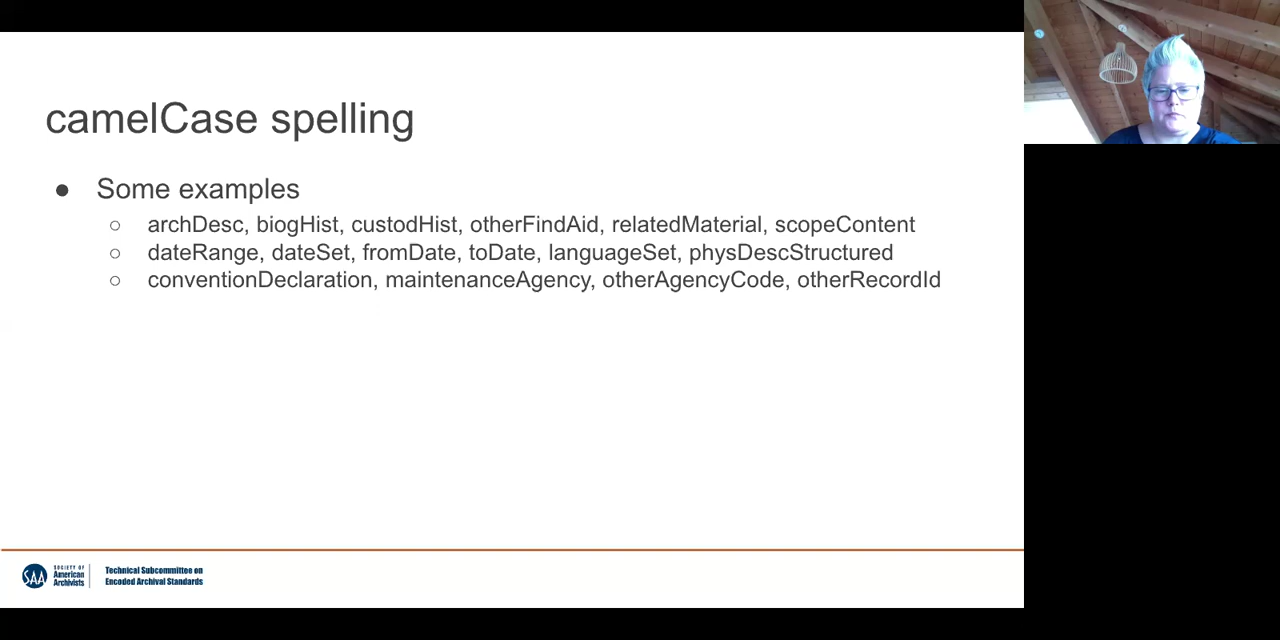 camelCase spelling
● Some examples
○ archDesc, biogHist, custodHist, otherFindAid, relatedMaterial, scopeContent
○ dateRange, dateSet, fromDate, toDate, languageSet, physDescStructured
○ conventionDeclaration, maintenanceAgency, otherAgencyCode, otherRecordId
SAA
SOCIETY OF
American
Archivists
Technical Subcommittee on
Encoded Archival Standards